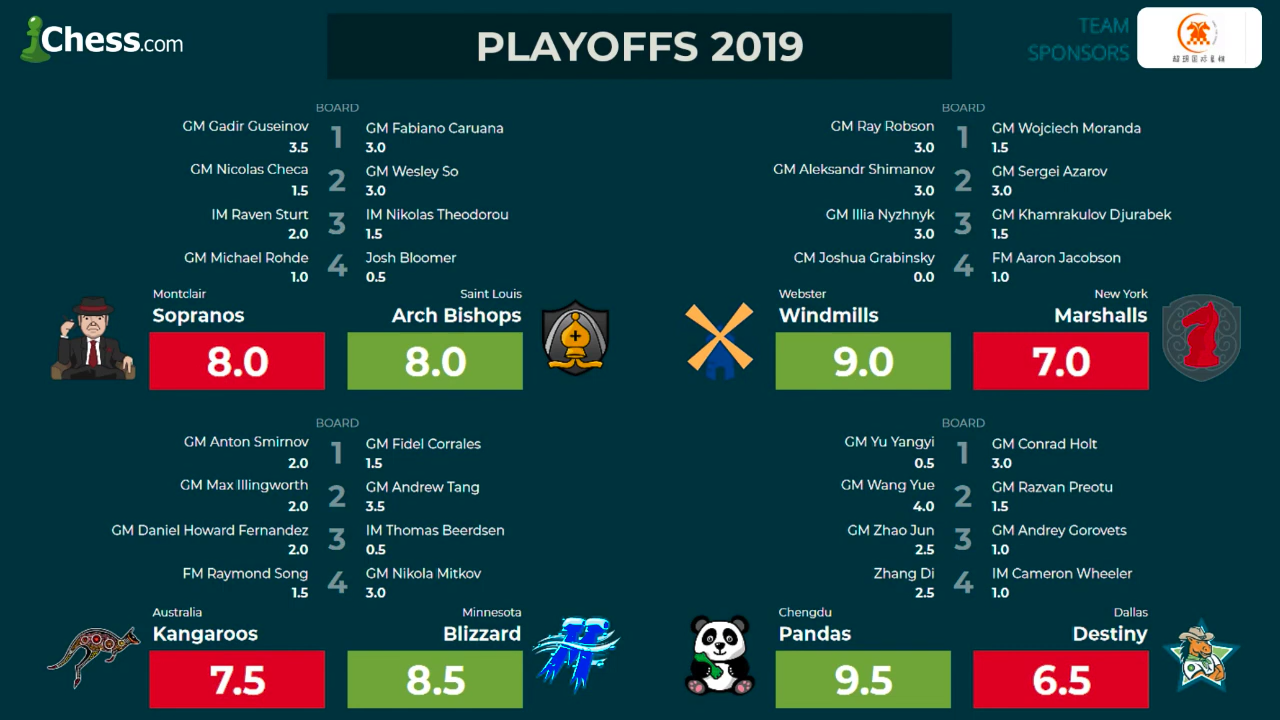 Chess.com
PLAYOFFS 2019
TEAM
SPONSORS
超琪国际象棋
BOARD
GM Gadir Guseinov 1 GM Fabiano Caruana
3.5 3.0
GM Nicolas Checa 2 GM Wesley So
1.5 3.0
IM Raven Sturt 3 IM Nikolas Theodorou
2.0 1.5
GM Michael Rohde 4 Josh Bloomer
1.0 0.5
Montclair Saint Louis
Sopranos Arch Bishops
8.0 8.0
BOARD
GM Ray Robson 1 GM Wojciech Moranda
3.0 1.5
GM Aleksandr Shimanov 2 GM Sergei Azarov
3.0 3.0
GM Illia Nyzhnyk 3 GM Khamrakulov Djurabek
3.0 1.5
CM Joshua Grabinsky 4 FM Aaron Jacobson
0.0 1.0
Webster New York
Windmills Marshalls
9.0 7.0
BOARD
GM Anton Smirnov 1 GM Fidel Corrales
2.0 1.5
GM Max Illingworth 2 GM Andrew Tang
2.0 3.5
GM Daniel Howard Fernandez 3 IM Thomas Beerdsen
2.0 0.5
FM Raymond Song 4 GM Nikola Mitkov
1.5 3.0
Australia Minnesota
Kangaroos Blizzard
7.5 8.5
BOARD
GM Yu Yangyi 1 GM Conrad Holt
0.5 3.0
GM Wang Yue 2 GM Razvan Preotu
4.0 1.5
GM Zhao Jun 3 GM Andrey Gorovets
2.5 1.0
Zhang Di 4 IM Cameron Wheeler
2.5 1.0
Chengdu Dallas
Pandas Destiny
9.5 6.5